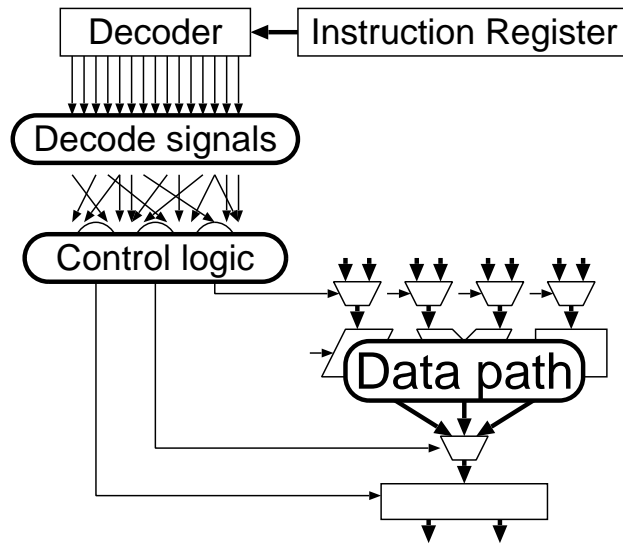 Decoder
Instruction Register
Decode signals
Control logic
Data path